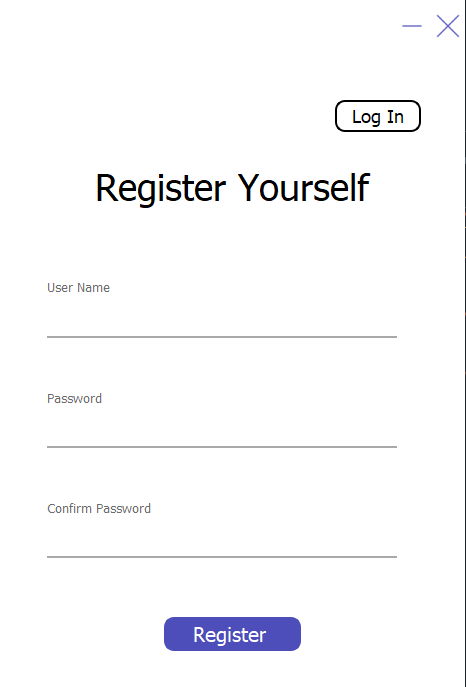 Log In
Register Yourself
User Name
Password
Confirm Password
Register